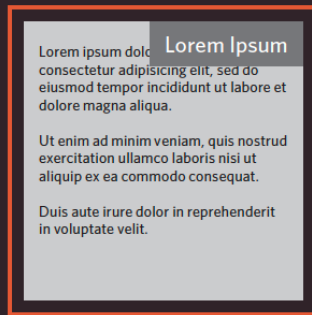 Lorem Ipsum
Lorem ipsum
consectetur adipisicing elit, sed do
eiusmod tempor incididunt ut labore et
dolore magna aliqua.
Ut enim ad minim veniam, quis nostrud
exercitation ullamco laboris nisi ut
aliquip ex ea commodo consequat.
Duis aute irure dolor in reprehenderit
in voluptate velit.